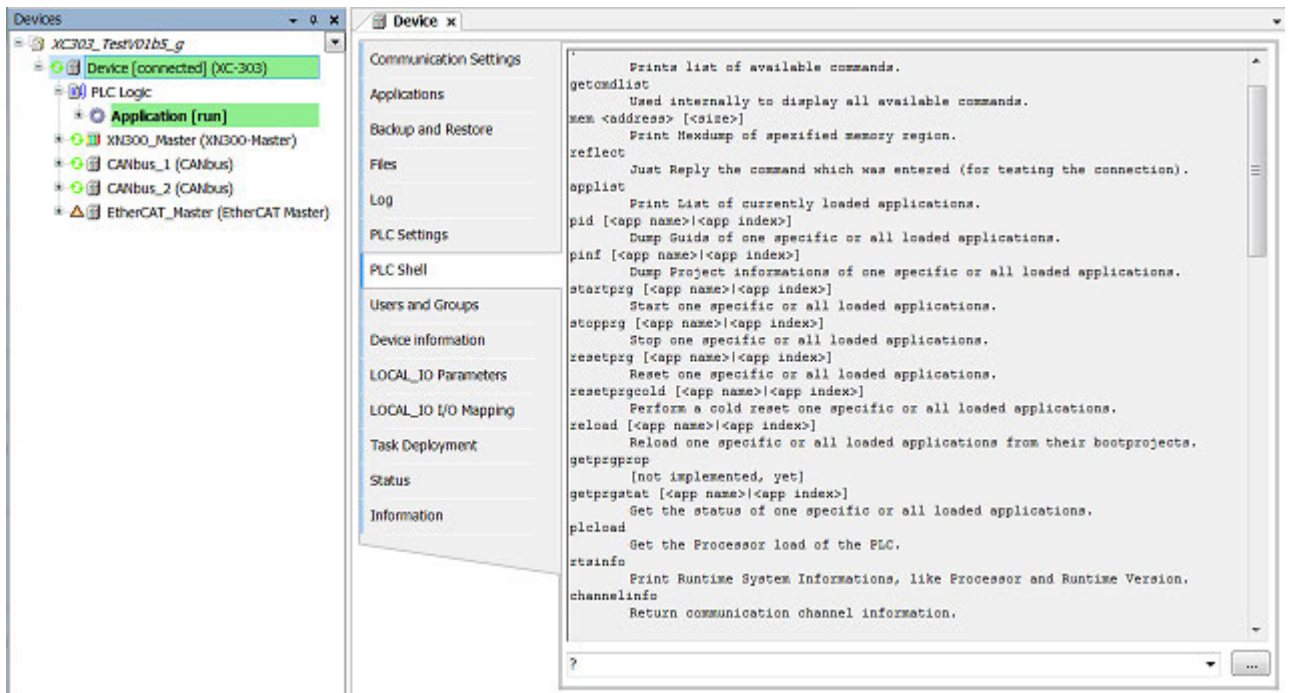 Devices
XC303_TestV01b5_g
Device [connected] (XC-303)
PLC Logic
Application [run]
XN300_Master (XN300-Master)
CANbus_1 (CANbus)
CANbus_2 (CANbus)
EtherCAT_Master (EtherCAT Master)
Device
Communication Settings
Applications
Backup and Restore
Files
Log
PLC Settings
PLC Shell
Users and Groups
Device information
LOCAL_IO Parameters
LOCAL_IO I/O Mapping
Task Deployment
Status
Information
Prints list of available commands.
getcmdlist
Used internally to display all available commands.
mem <address> [<size>]
Print Hexdump of spezified memory region.
reflect
Just Reply the command which was entered (for testing the connection).
applist
Print List of currently loaded applications.
pid [<app name>|<app index>]
Dump Guids of one specific or all loaded applications.
pinf [<app name>|<app index>]
Dump Project informations of one specific or all loaded applications.
startprg [<app name>|<app index>]
Start one specific or all loaded applications.
stopprg [<app name>|<app index>]
Stop one specific or all loaded applications.
resetprg [<app name>|<app index>]
Reset one specific or all loaded applications.
resetprgcold [<app name>|<app index>]
Perform a cold reset one specific or all loaded applications.
reload [<app name>|<app index>]
Reload one specific or all loaded applications from their bootprojects.
getprgprop
[not implemented, yet]
getprgstat [<app name>|<app index>]
Get the status of one specific or all loaded applications.
plcload
Get the Processor load of the PLC.
rtsinfo
Print Runtime System Informations, like Processor and Runtime Version.
channelinfo
Return communication channel information.
?
...